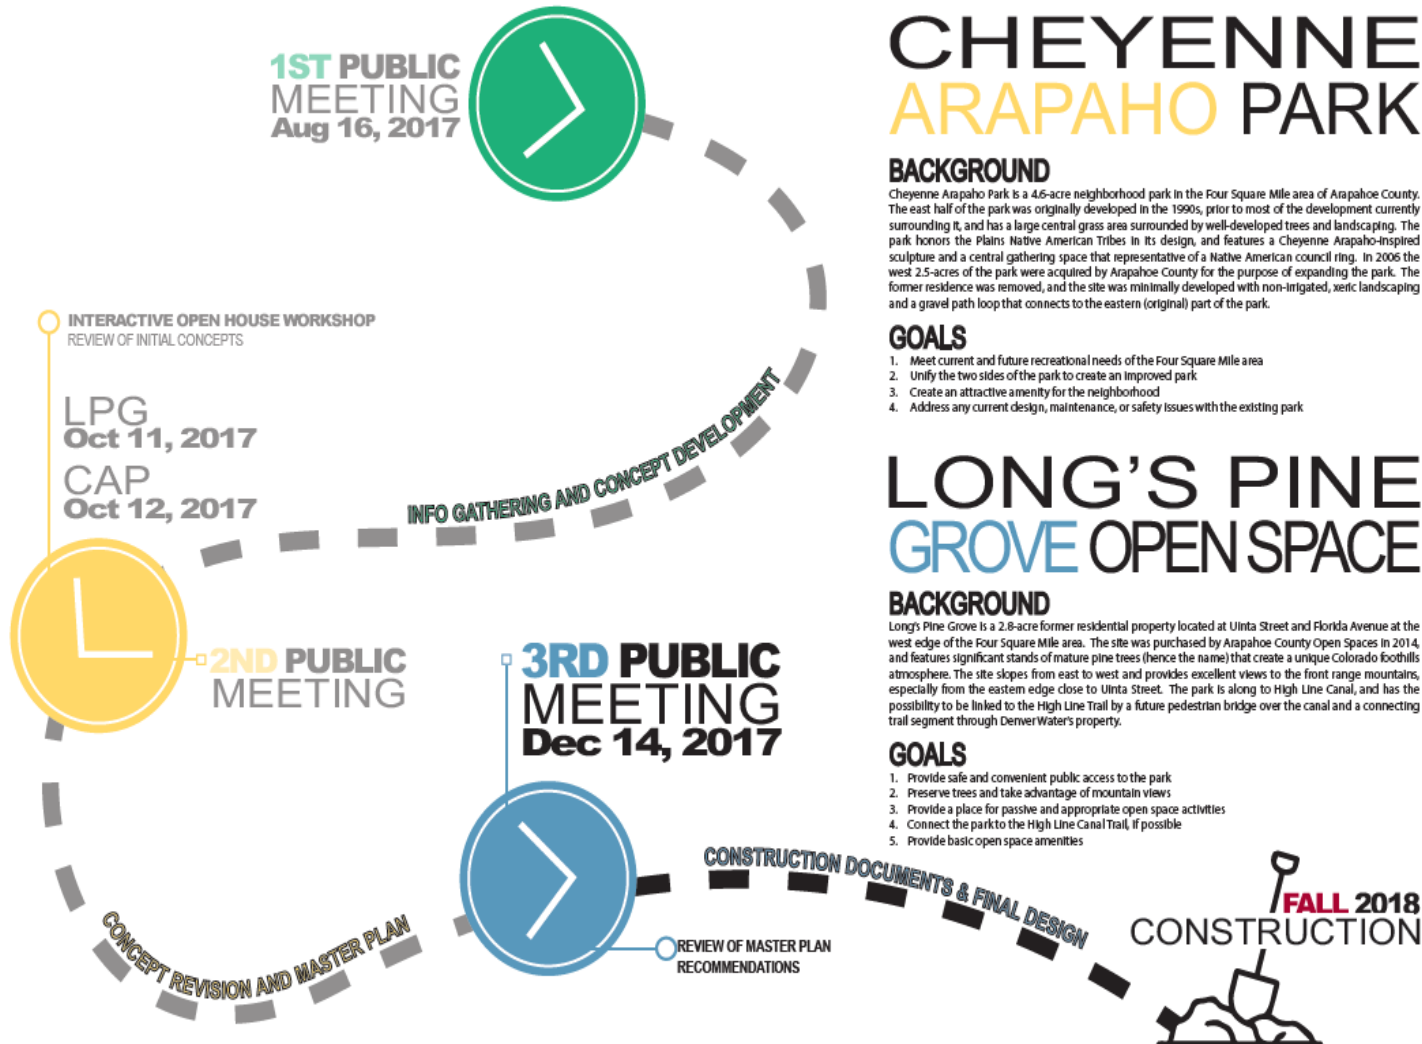 1ST PUBLIC
MEETING
Aug 16, 2017
INTERACTIVE OPEN HOUSE WORKSHOP
REVIEW OF INITIAL CONCEPTS
LPG
Oct 11, 2017
CAP
Oct 12, 2017
INFO GATHERING AND CONCEPT DEVELOPMENT
2ND PUBLIC
MEETING
CONCEPT REVISION AND MASTER PLAN
3RD PUBLIC
MEETING
Dec 14, 2017
REVIEW OF MASTER PLAN
RECOMMENDATIONS
CONSTRUCTION DOCUMENTS & FINAL DESIGN
FALL 2018
CONSTRUCTION
CHEYENNE
ARAPAHO PARK
BACKGROUND
Cheyenne Arapaho Park is a 4.6-acre neighborhood park in the Four Square Mile area of Arapahoe County.
The east half of the park was originally developed in the 1990s, prior to most of the development currently
surrounding it, and has a large central grass area surrounded by well-developed trees and landscaping. The
park honors the Plains Native American Tribes in its design, and features a Cheyenne Arapaho-inspired
sculpture and a central gathering space that representative of a Native American council ring. In 2006 the
west 2.5-acres of the park were acquired by Arapahoe County for the purpose of expanding the park. The
former residence was removed, and the site was minimally developed with non-irrigated, xeric landscaping
and a gravel path loop that connects to the eastern (original) part of the park.
GOALS
1. Meet current and future recreational needs of the Four Square Mile area
2. Unify the two sides of the park to create an improved park
3. Create an attractive amenity for the neighborhood
4. Address any current design, maintenance, or safety issues with the existing park
LONG'S PINE
GROVE OPEN SPACE
BACKGROUND
Long's Pine Grove is a 2.8-acre former residential property located at Uinta Street and Florida Avenue at the
west edge of the Four Square Mile area. The site was purchased by Arapahoe County Open Spaces in 2014,
and features significant stands of mature pine trees (hence the name) that create a unique Colorado foothills
atmosphere. The site slopes from east to west and provides excellent views to the front range mountains,
especially from the eastern edge close to Uinta Street. The park is along to High Line Canal, and has the
possibility to be linked to the High Line Trail by a future pedestrian bridge over the canal and a connecting
trail segment through Denver Water's property.
GOALS
1. Provide safe and convenient public access to the park
2. Preserve trees and take advantage of mountain views
3. Provide a place for passive and appropriate open space activities
4. Connect the park to the High Line Canal Trail, if possible
5. Provide basic open space amenities